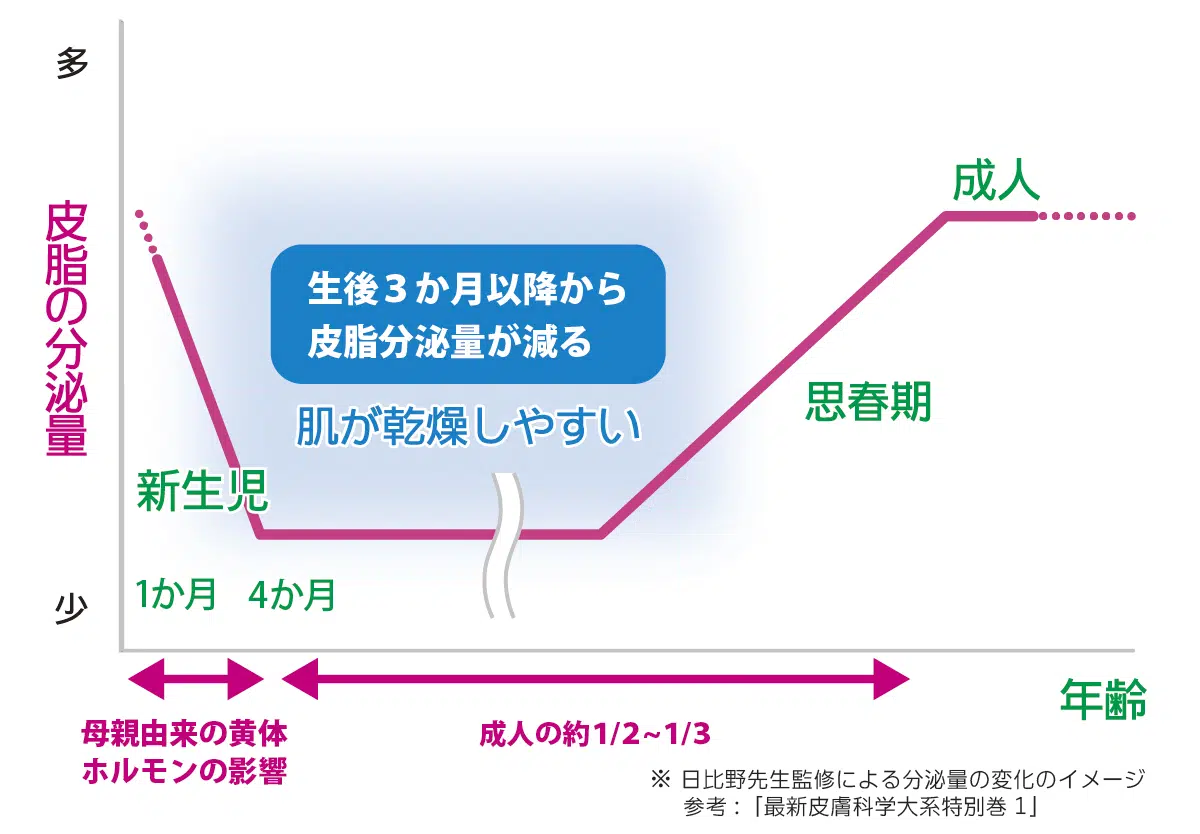 多
皮脂の分泌量
少
成人
生後３か月以降から
皮脂分泌量が減る
肌が乾燥しやすい
思春期
新生児
1か月
4か月
年齢
母親由来の黄体
ホルモンの影響
成人の約1/2~1/3
※ 日比野先生監修による分泌量の変化のイメージ
参考：「最新皮膚科学大系特別巻 1」